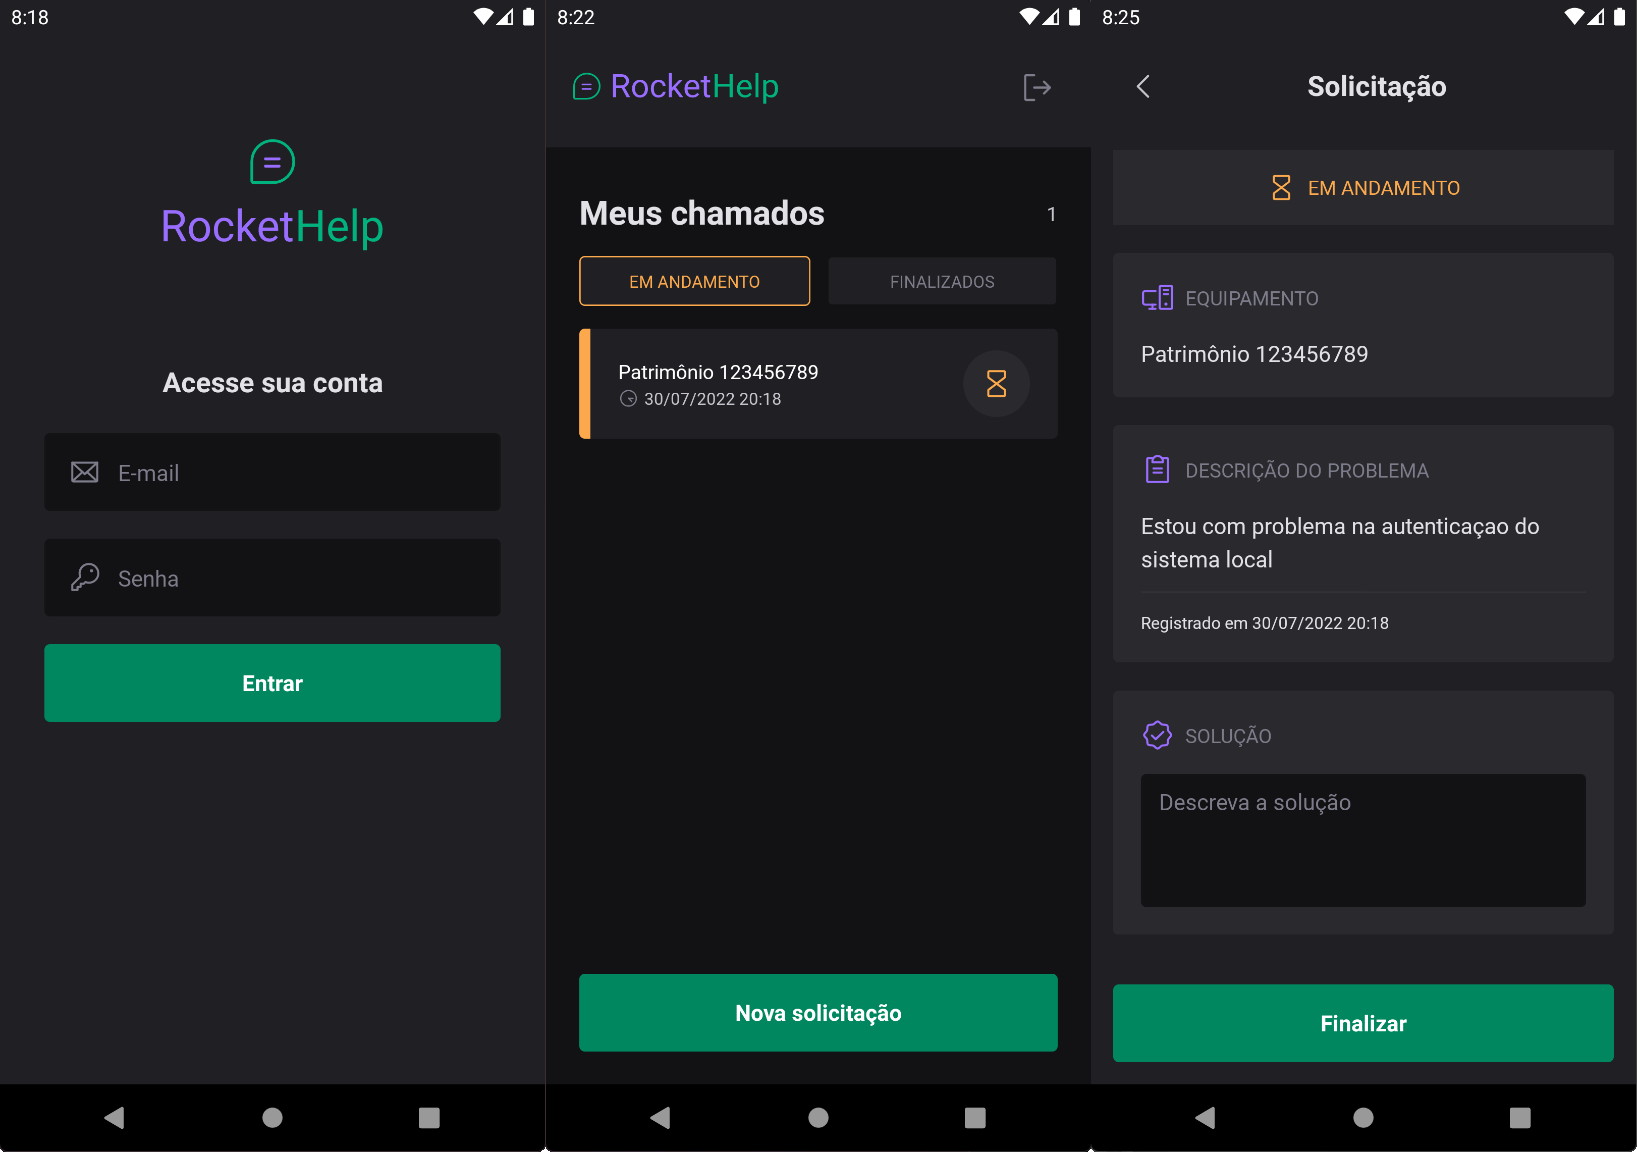 8:18
RocketHelp
Acesse sua conta
E-mail
Senha
Entrar
8:22
RocketHelp
Meus chamados
1
EM ANDAMENTO
FINALIZADOS
Patrimônio 123456789
30/07/2022 20:18
Nova solicitação
8:25
Solicitação
EM ANDAMENTO
EQUIPAMENTO
Patrimônio 123456789
DESCRIÇÃO DO PROBLEMA
Estou com problema na autenticaçao do
sistema local
Registrado em 30/07/2022 20:18
SOLUÇÃO
Descreva a solução
Finalizar